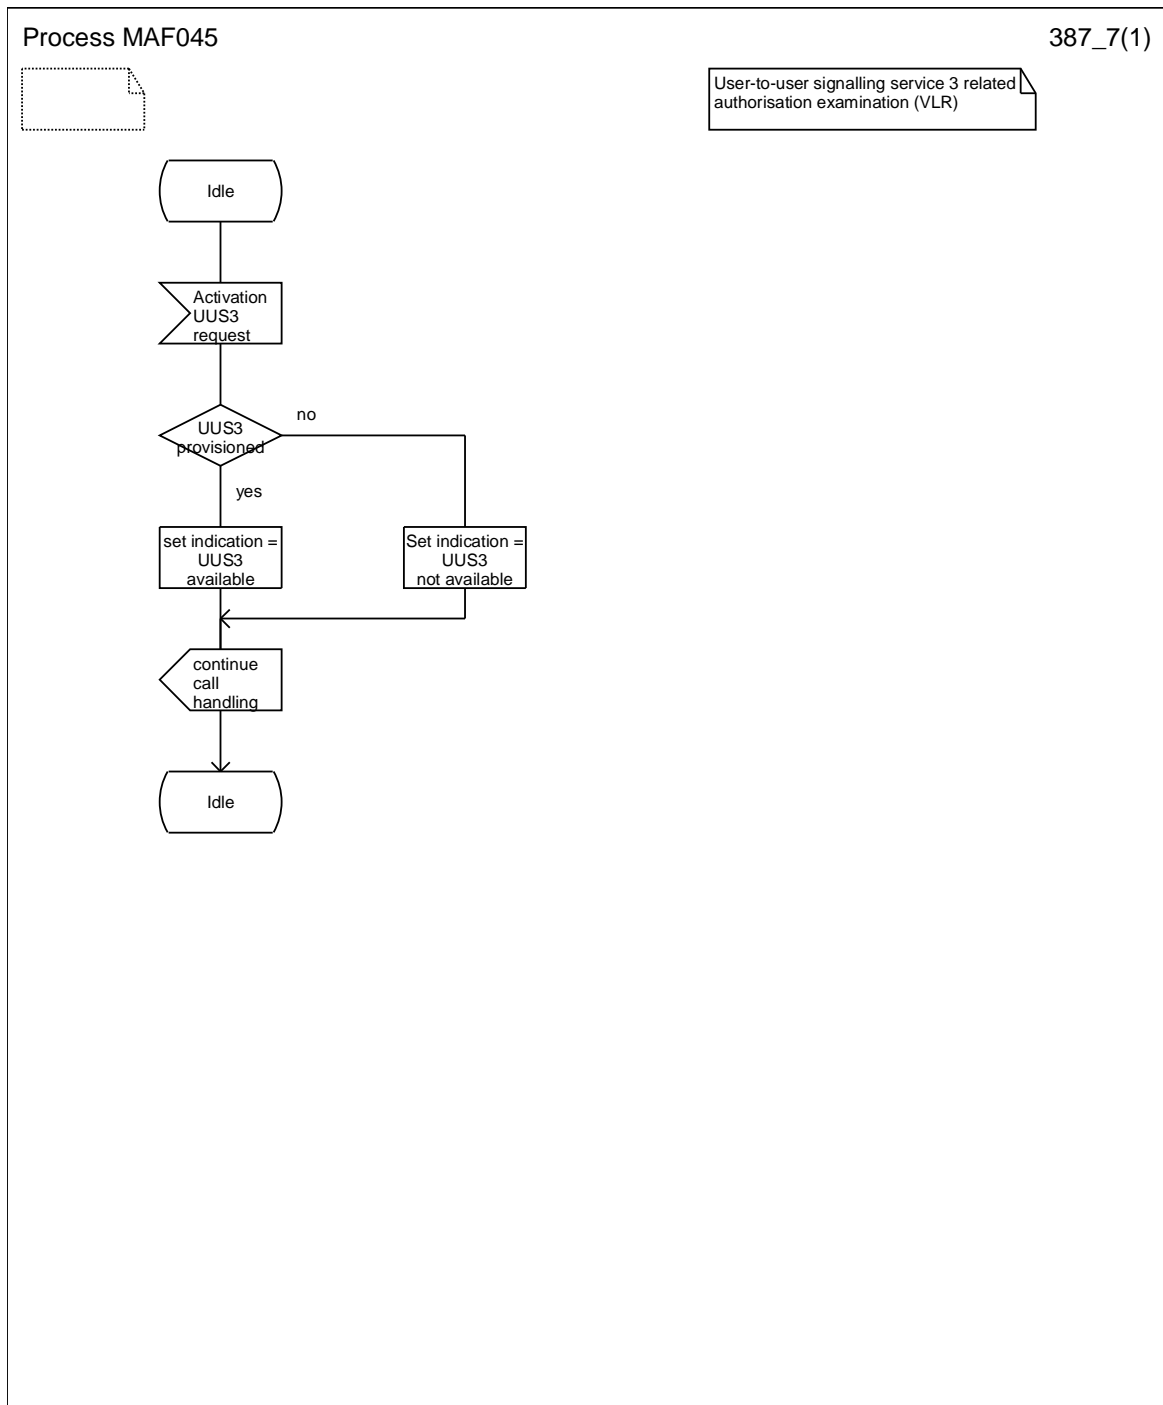 Process MAF045
387_7(1)
User-to-user signalling service 3 related
authorisation examination (VLR)
Idle
Activation
UUS3
request
UUS3
provisioned
no
yes
set indication =
UUS3
available
Set indication =
UUS3
not available
continue
call
handling
Idle